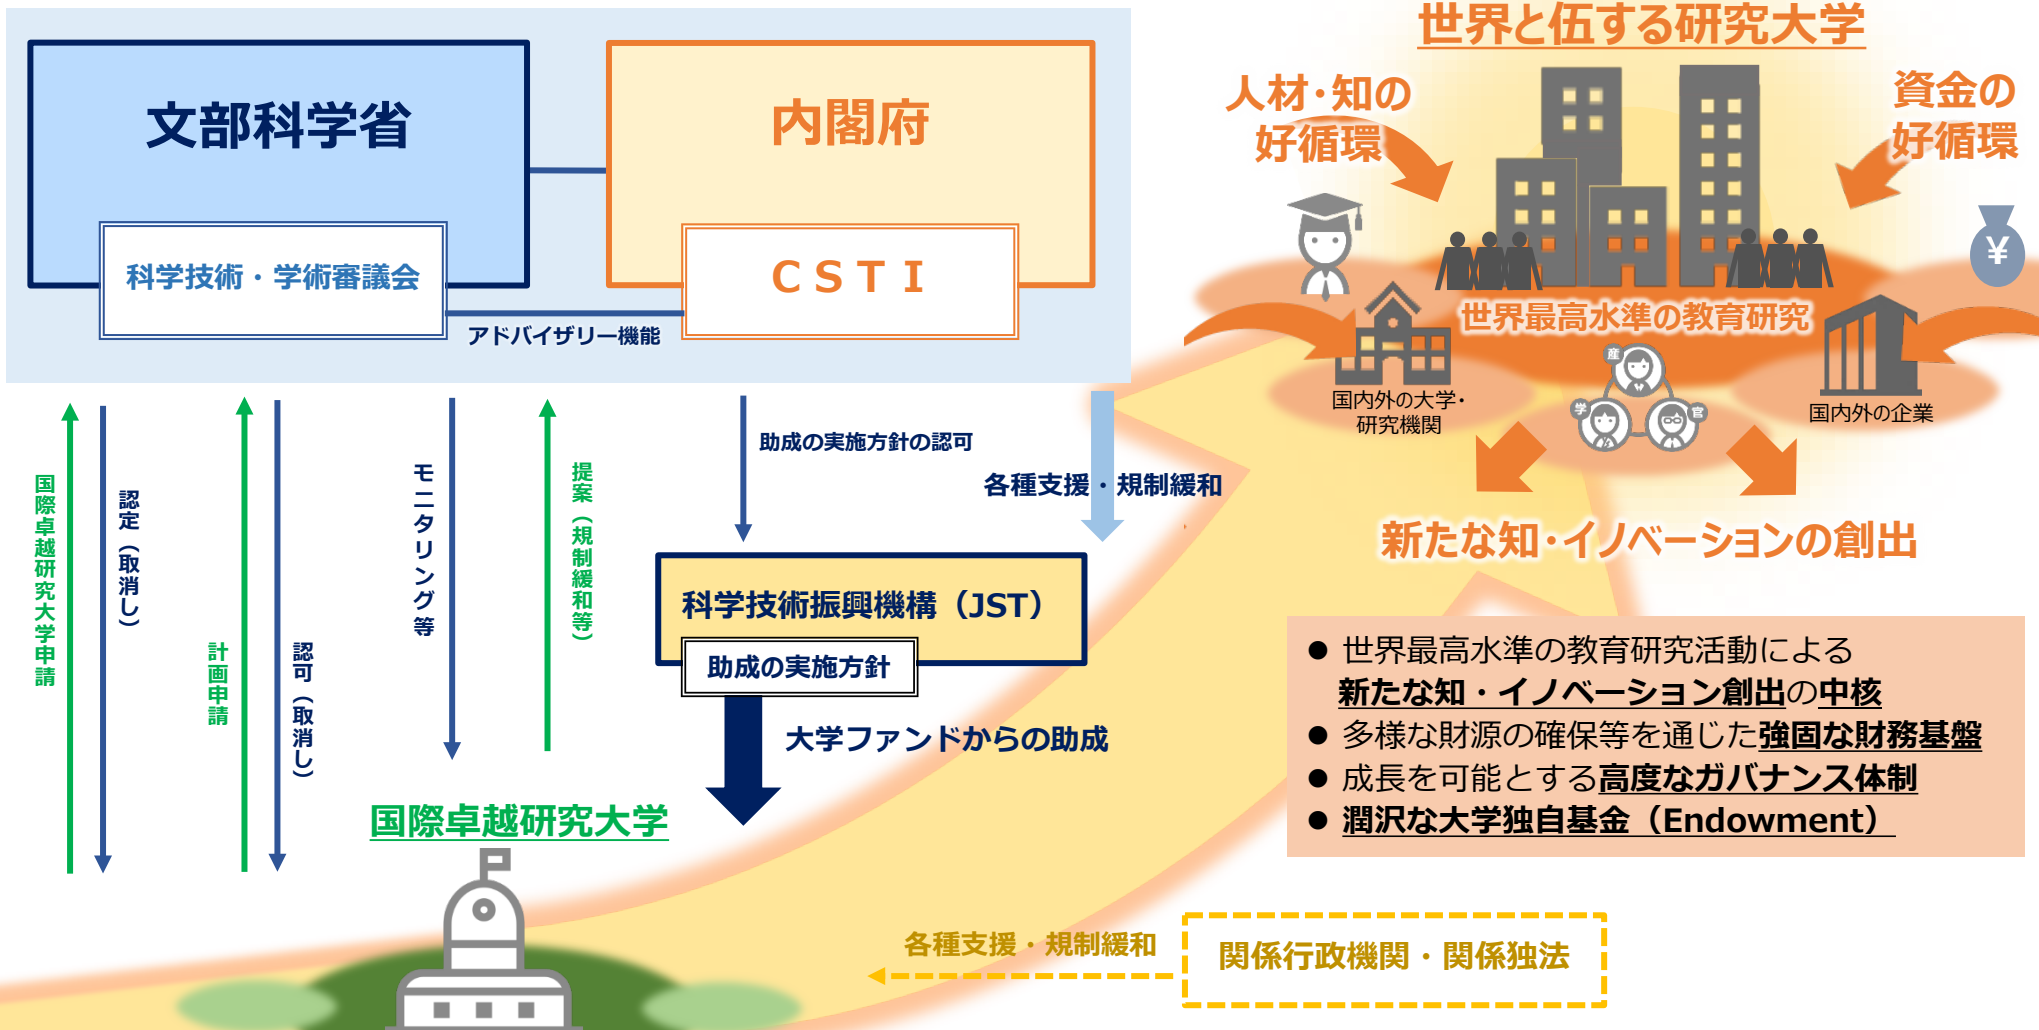 文部科学省
内閣府
科学技術・学術審議会
ＣＳＴＩ
アドバイザリー機能
国際卓越研究大学申請
認定（取消し）
計画申請
認可（取消し）
モニタリング等
提案（規制緩和等）
助成の実施方針の認可
各種支援・規制緩和
科学技術振興機構（JST）
助成の実施方針
大学ファンドからの助成
国際卓越研究大学
世界と伍する研究大学
人材・知の
好循環
資金の
好循環
¥
世界最高水準の教育研究
産
学
官
国内外の大学・
研究機関
国内外の企業
新たな知・イノベーションの創出
● 世界最高水準の教育研究活動による
新たな知・イノベーション創出の中核
● 多様な財源の確保等を通じた強固な財務基盤
● 成長を可能とする高度なガバナンス体制
● 潤沢な大学独自基金（Endowment）
各種支援・規制緩和
関係行政機関・関係独法